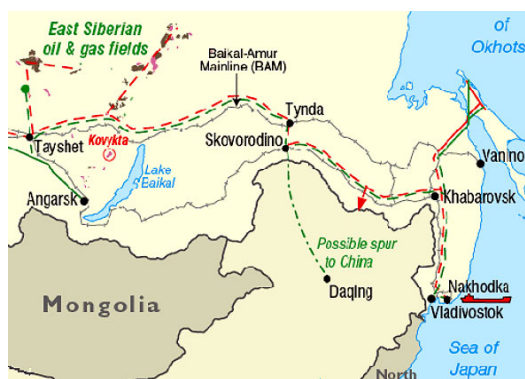 East Siberian
oil & gas fields
Baikal-Amur
Mainline (BAM)
of
Okhots
Tynda
Tayshet
Kovykta
Skovorodino
Vanino
Lake
Baikal
Angarsk
Khabarovsk
Possible spur
to China
Mongolia
Daqing
Nakhodka
Vladivostok
North
Sea of
Japan